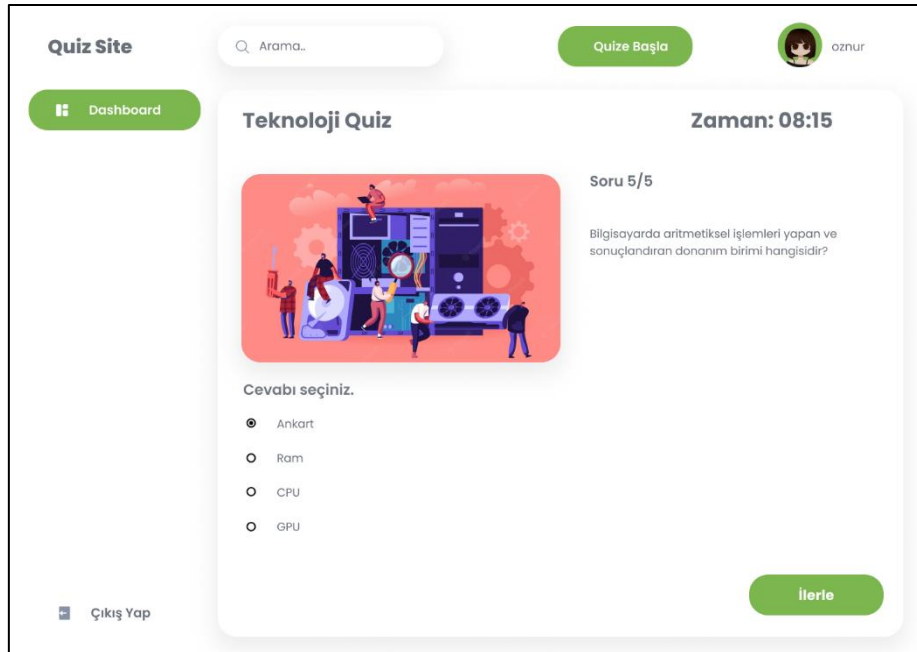 Quiz Site
Arama..
Quize Başla
oznur
Dashboard
Teknoloji Quiz
Zaman: 08:15
Soru 5/5
Bilgisayarda aritmetiksel işlemleri yapan ve
sonuçlandıran donanım birimi hangisidir?
Cevabı seçiniz.
Ankart
Ram
CPU
GPU
İlerle
Çıkış Yap